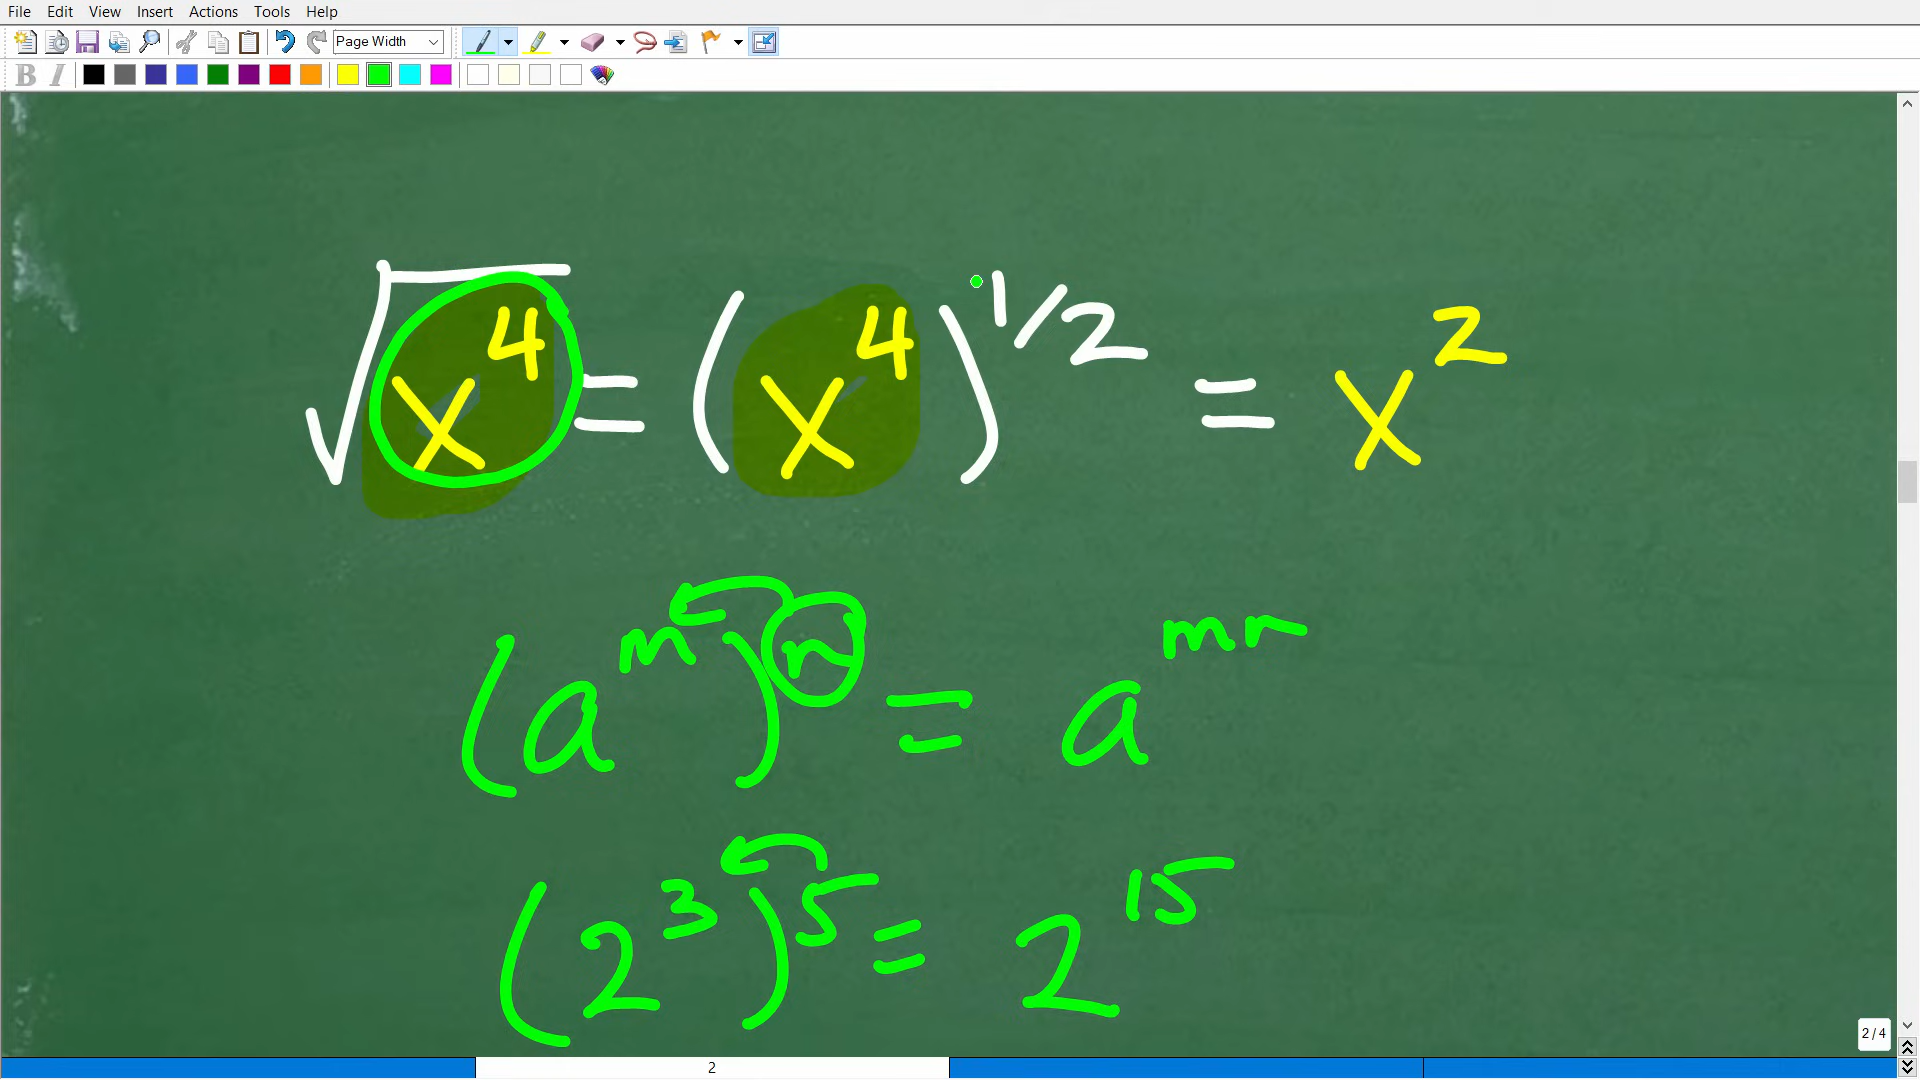 File Edit View Insert Actions Tools Help
Page Width
B I
√x⁴ = (x⁴)^1/2 = x²
(a^m)^n = a^mn
(2³)⁵ = 2¹⁵
2 / 4
2